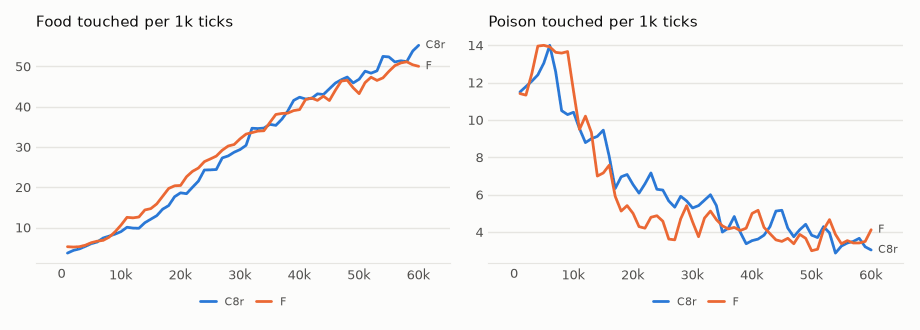 Food touched per 1k ticks
50
40
30
20
10
0 10k 20k 30k 40k 50k 60k
C8r
F
C8r F
Poison touched per 1k ticks
14
12
10
8
6
4
0 10k 20k 30k 40k 50k 60k
F
C8r
C8r F